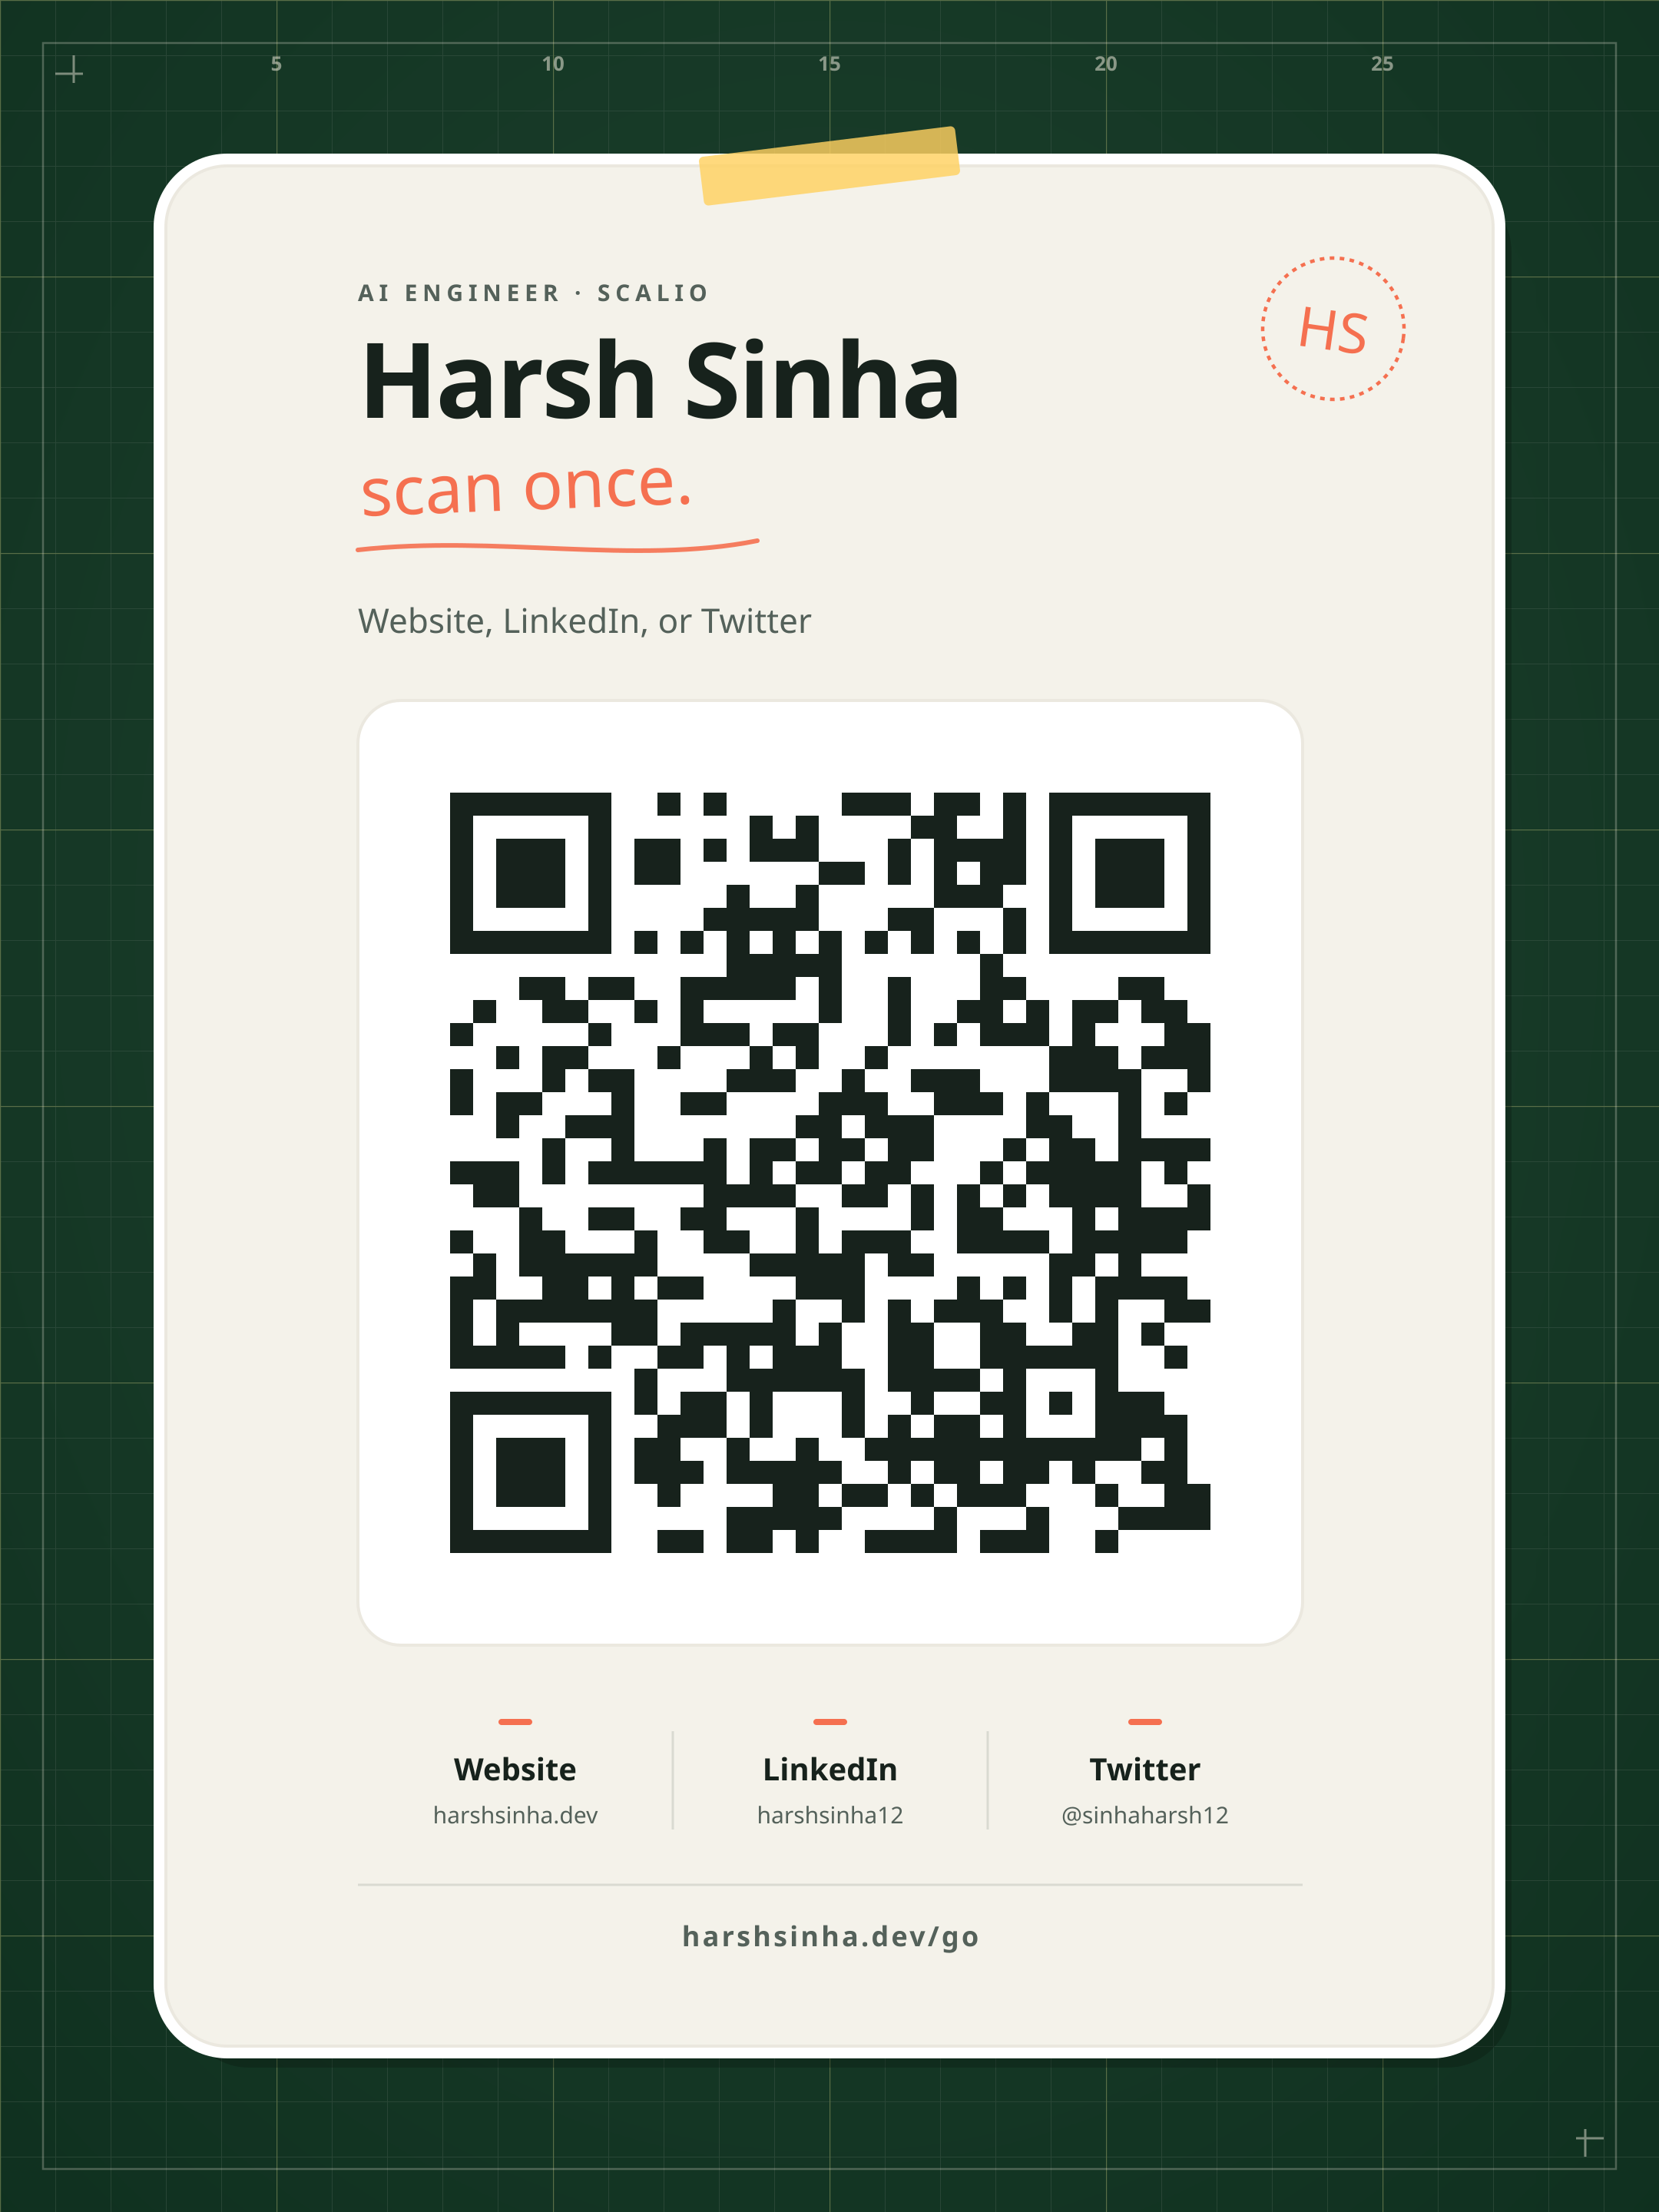 5 10 15 20 25
AI ENGINEER · SCALIO
HS
Harsh Sinha
scan once.
Website, LinkedIn, or Twitter
Website LinkedIn Twitter
harshsinha.dev harshsinha12 @sinhaharsh12
harshsinha.dev/go